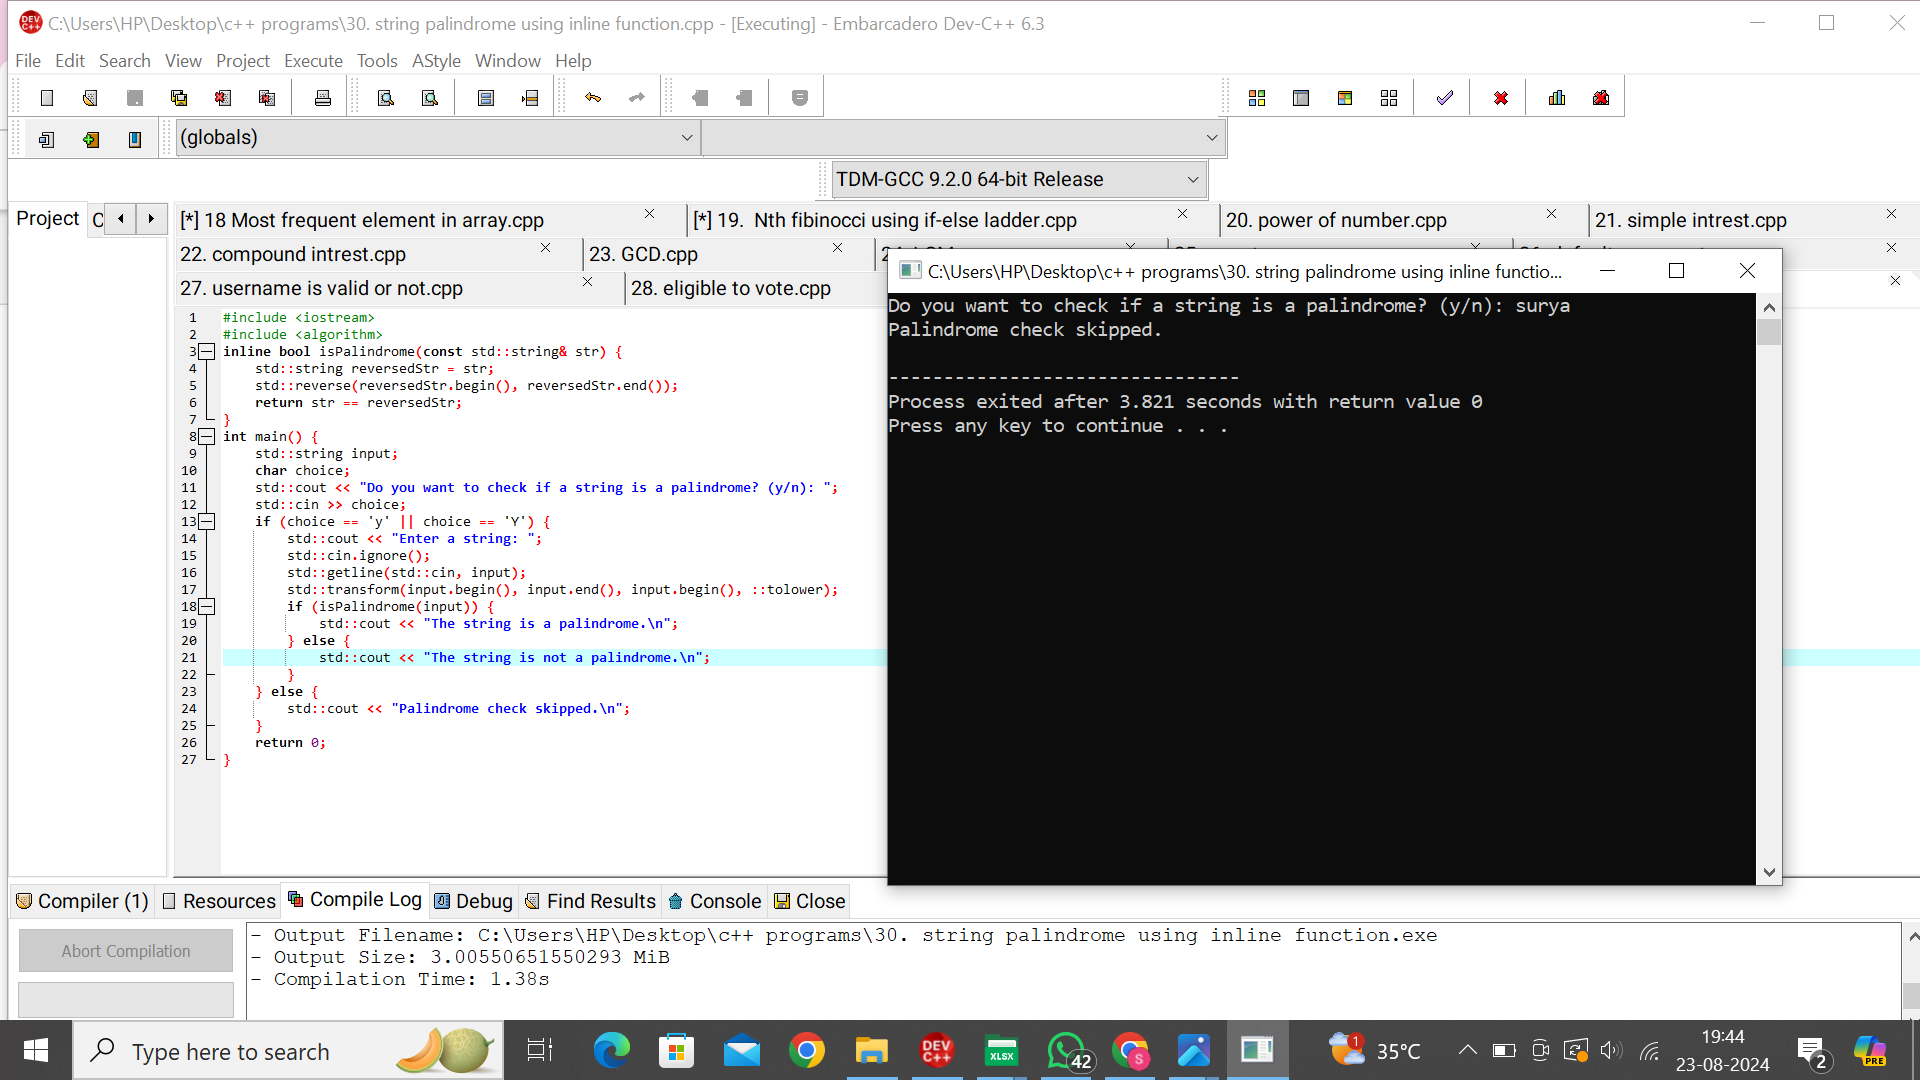 C:\Users\HP\Desktop\c++ programs\30. string palindrome using inline function.cpp - [Executing] - Embarcadero Dev-C++ 6.3
File Edit Search View Project Execute Tools AStyle Window Help
(globals)
TDM-GCC 9.2.0 64-bit Release
Project
[*] 18 Most frequent element in array.cpp
[*] 19. Nth fibinocci using if-else ladder.cpp
20. power of number.cpp
21. simple intrest.cpp
22. compound intrest.cpp
23. GCD.cpp
27. username is valid or not.cpp
28. eligible to vote.cpp
1 #include <iostream>
2 #include <algorithm>
3 inline bool isPalindrome(const std::string& str) {
4 std::string reversedStr = str;
5 std::reverse(reversedStr.begin(), reversedStr.end());
6 return str == reversedStr;
7 }
8 int main() {
9 std::string input;
10 char choice;
11 std::cout << "Do you want to check if a string is a palindrome? (y/n): ";
12 std::cin >> choice;
13 if (choice == 'y' || choice == 'Y') {
14 std::cout << "Enter a string: ";
15 std::cin.ignore();
16 std::getline(std::cin, input);
17 std::transform(input.begin(), input.end(), input.begin(), ::tolower);
18 if (isPalindrome(input)) {
19 std::cout << "The string is a palindrome.\n";
20 } else {
21 std::cout << "The string is not a palindrome.\n";
22 }
23 } else {
24 std::cout << "Palindrome check skipped.\n";
25 }
26 return 0;
27 }
C:\Users\HP\Desktop\c++ programs\30. string palindrome using inline functio...
Do you want to check if a string is a palindrome? (y/n): surya
Palindrome check skipped.
--------------------------------
Process exited after 3.821 seconds with return value 0
Press any key to continue . . .
Compiler (1) Resources Compile Log Debug Find Results Console Close
Abort Compilation
- Output Filename: C:\Users\HP\Desktop\c++ programs\30. string palindrome using inline function.exe
- Output Size: 3.00550651550293 MiB
- Compilation Time: 1.38s
Type here to search
DEV C++
XLSX
42
S
1
35°C
19:44
23-08-2024
2
PRE